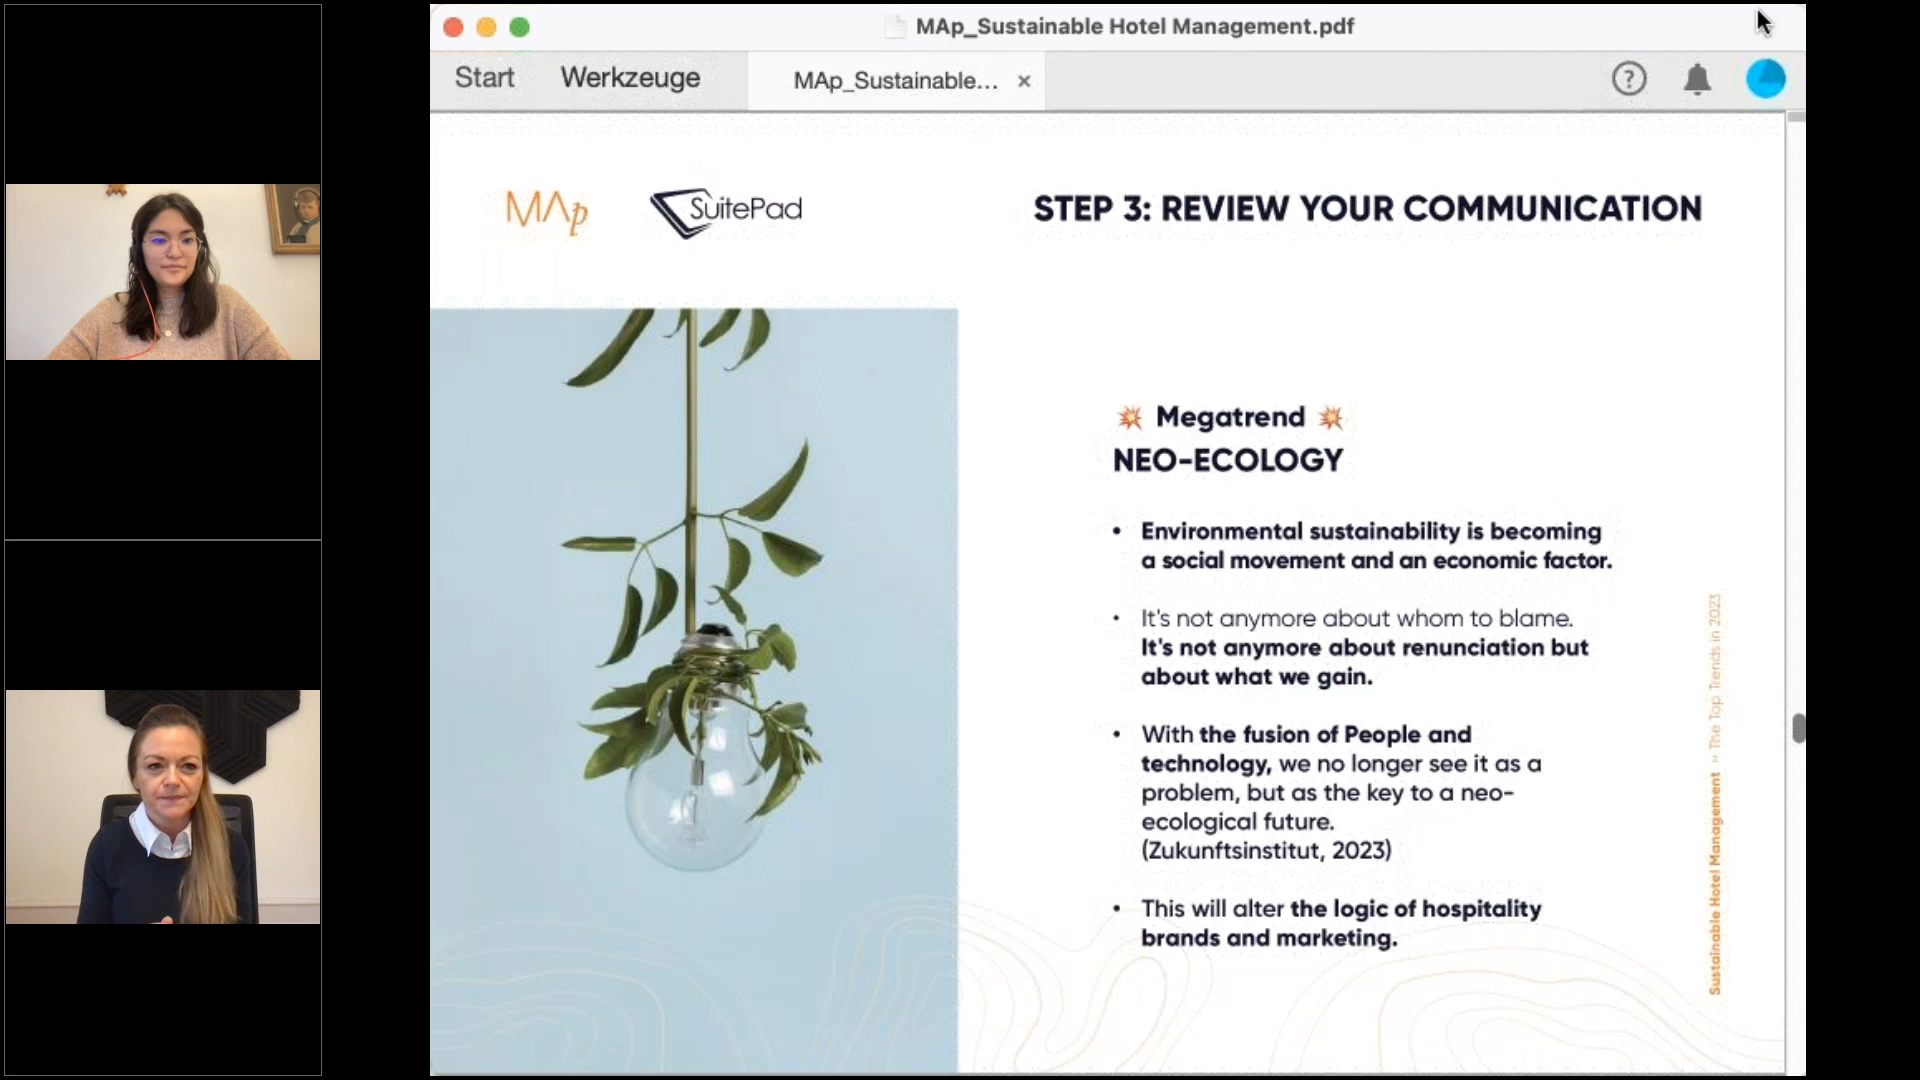 MAp_Sustainable Hotel Management.pdf
Start Werkzeuge MAp_Sustainable... ×
?
MAp SuitePad STEP 3: REVIEW YOUR COMMUNICATION
💥 Megatrend 💥
NEO-ECOLOGY
• Environmental sustainability is becoming
a social movement and an economic factor.
• It's not anymore about whom to blame.
It's not anymore about renunciation but
about what we gain.
• With the fusion of People and
technology, we no longer see it as a
problem, but as the key to a neo-
ecological future.
(Zukunftsinstitut, 2023)
• This will alter the logic of hospitality
brands and marketing.
Sustainable Hotel Management » The Top Trends in 2023